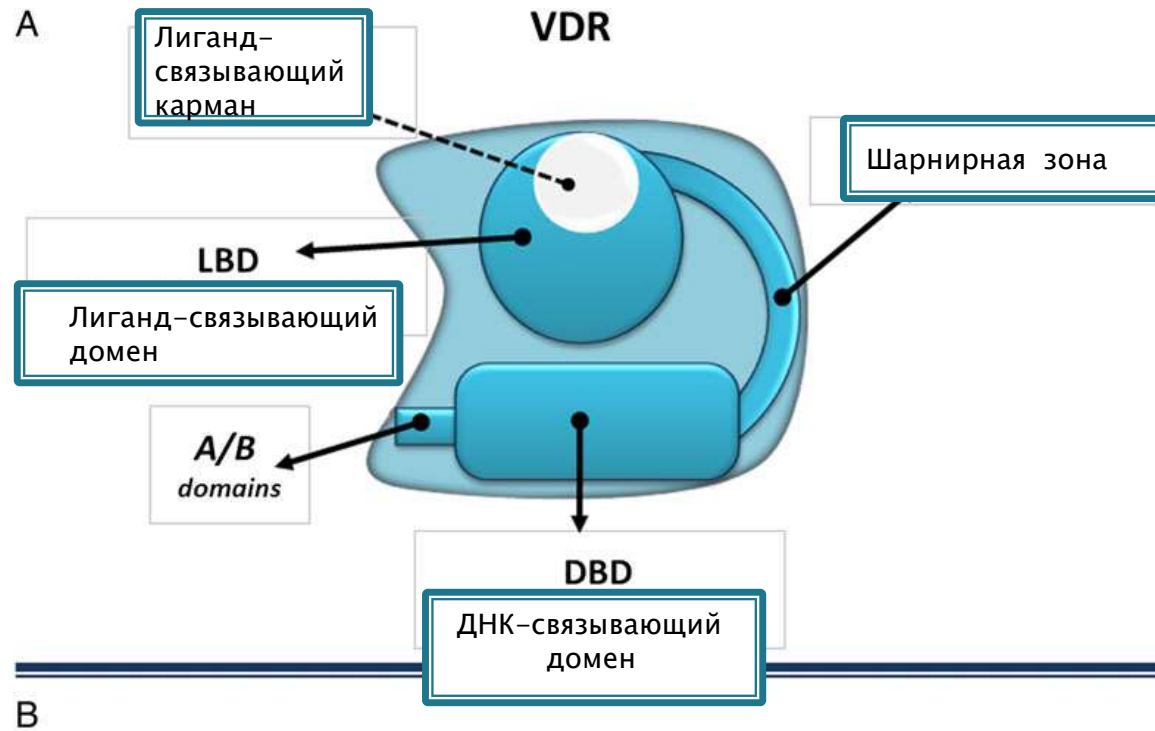 A
VDR
Лиганд-
связывающий
карман
Шарнирная зона
LBD
Лиганд-связывающий
домен
A/B
domains
DBD
ДНК-связывающий
домен
B